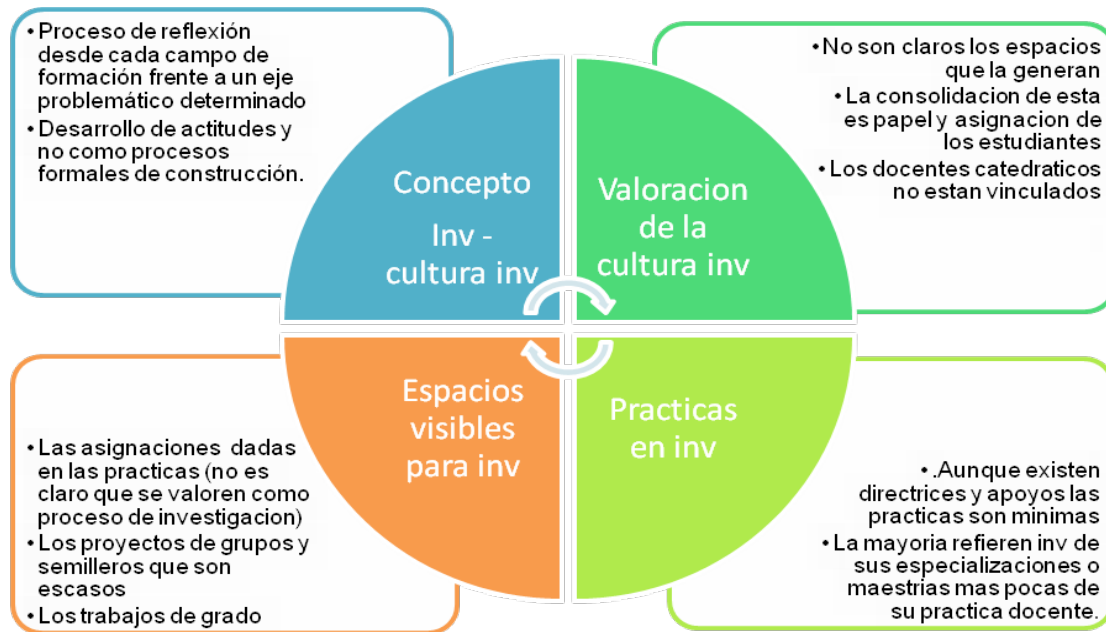 • Proceso de reflexión
desde cada campo de
formación frente a un eje
problemático determinado
• Desarrollo de actitudes y
no como procesos
formales de construcción.
Concepto
Inv -
cultura inv
• No son claros los espacios
que la generan
• La consolidacion de esta
es papel y asignacion de
los estudiantes
• Los docentes catedraticos
no estan vinculados
Valoracion
de la
cultura inv
• Las asignaciones dadas
en las practicas (no es
claro que se valoren como
proceso de investigacion)
• Los proyectos de grupos y
semilleros que son
escasos
• Los trabajos de grado
Espacios
visibles
para inv
Practicas
en inv
• .Aunque existen
directrices y apoyos las
practicas son minimas
• La mayoria refieren inv de
sus especializaciones o
maestrias mas pocas de
su practica docente.